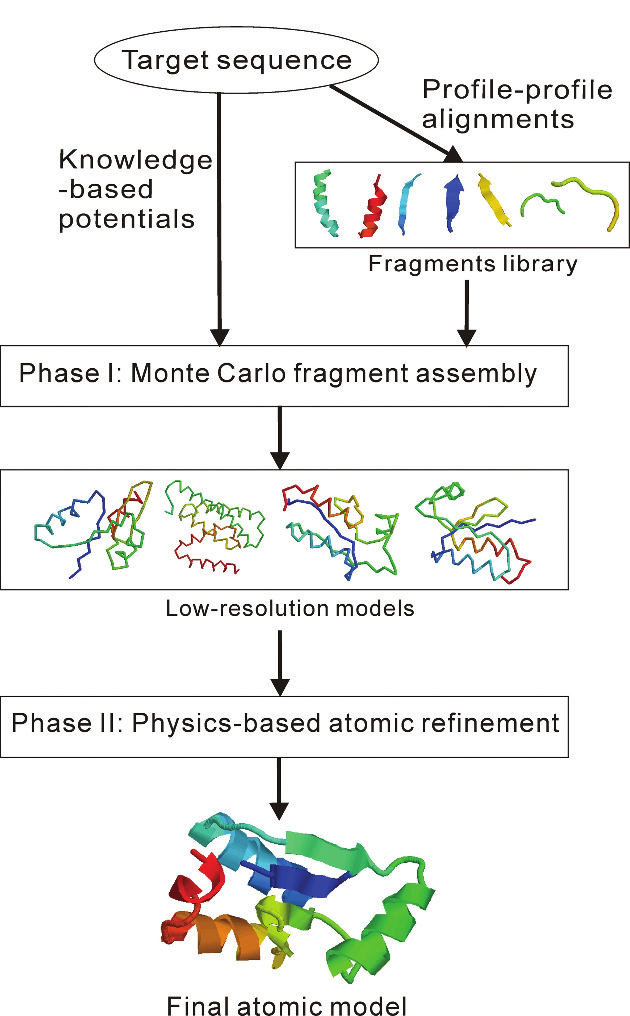 Target sequence
Profile-profile
alignments
Knowledge
-based
potentials
Fragments library
Phase I: Monte Carlo fragment assembly
Low-resolution models
Phase II: Physics-based atomic refinement
Final atomic model